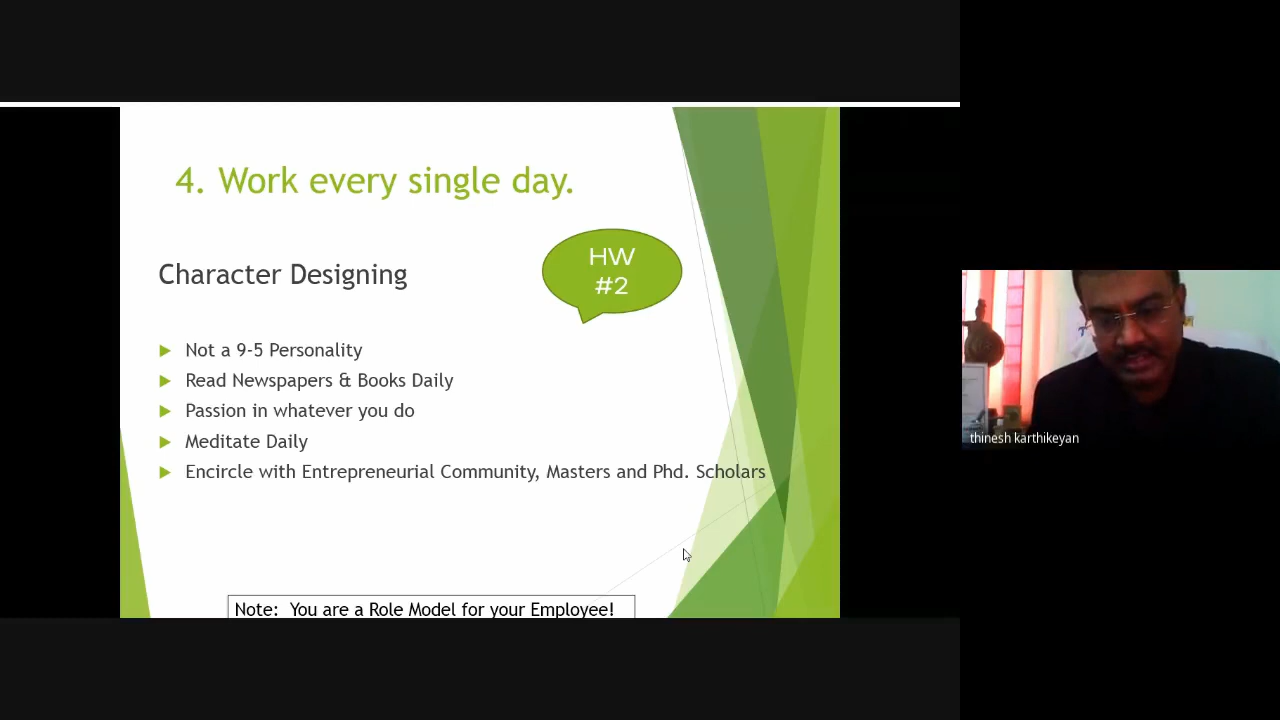 4. Work every single day.
HW
#2
Character Designing
Not a 9-5 Personality
Read Newspapers & Books Daily
Passion in whatever you do
Meditate Daily
Encircle with Entrepreneurial Community, Masters and Phd. Scholars
Note: You are a Role Model for your Employee!
thinesh karthikeyan